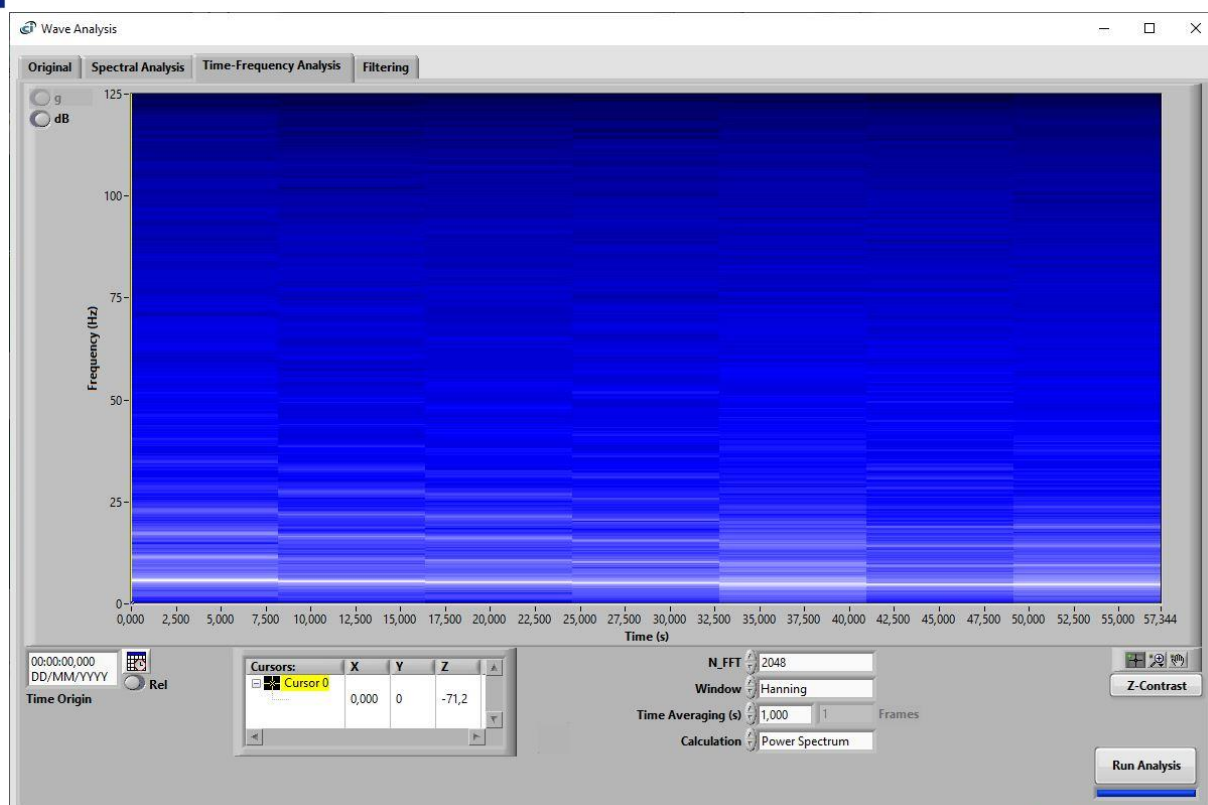 Wave Analysis
Original Spectral Analysis Time-Frequency Analysis Filtering
g
dB
125
100
75
50
25
0
Frequency (Hz)
0,000 2,500 5,000 7,500 10,000 12,500 15,000 17,500 20,000 22,500 25,000 27,500 30,000 32,500 35,000 37,500 40,000 42,500 45,000 47,500 50,000 52,500 55,000 57,344
Time (s)
00:00:00,000
DD/MM/YYYY
Rel
Time Origin
Cursors: X Y Z
Cursor 0
0,000 0 -71,2
N_FFT 2048
Window Hanning
Time Averaging (s) 1,000 1 Frames
Calculation Power Spectrum
Z-Contrast
Run Analysis